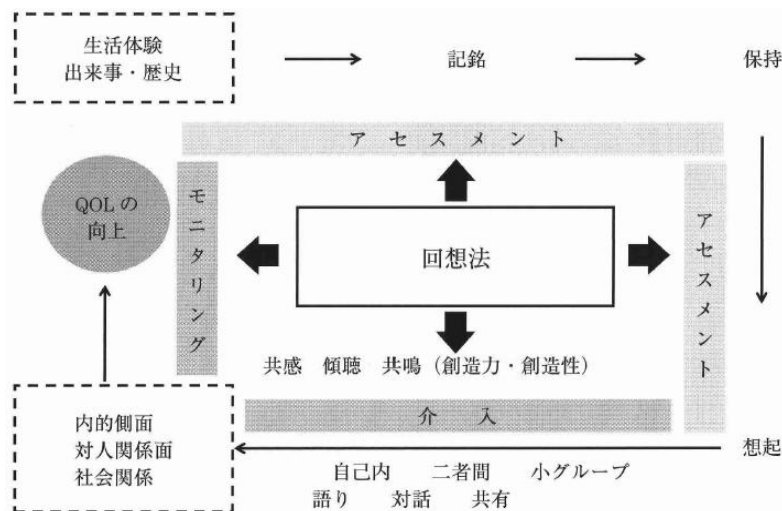 生活体験
出来事・歴史
記銘
保持
アセスメント
QOLの
向上
モニタリング
回想法
アセスメント
共感 傾聴 共鳴(創造力・創造性)
介入
内的側面
対人関係面
社会関係
想起
自己内 二者間 小グループ
語り 対話 共有